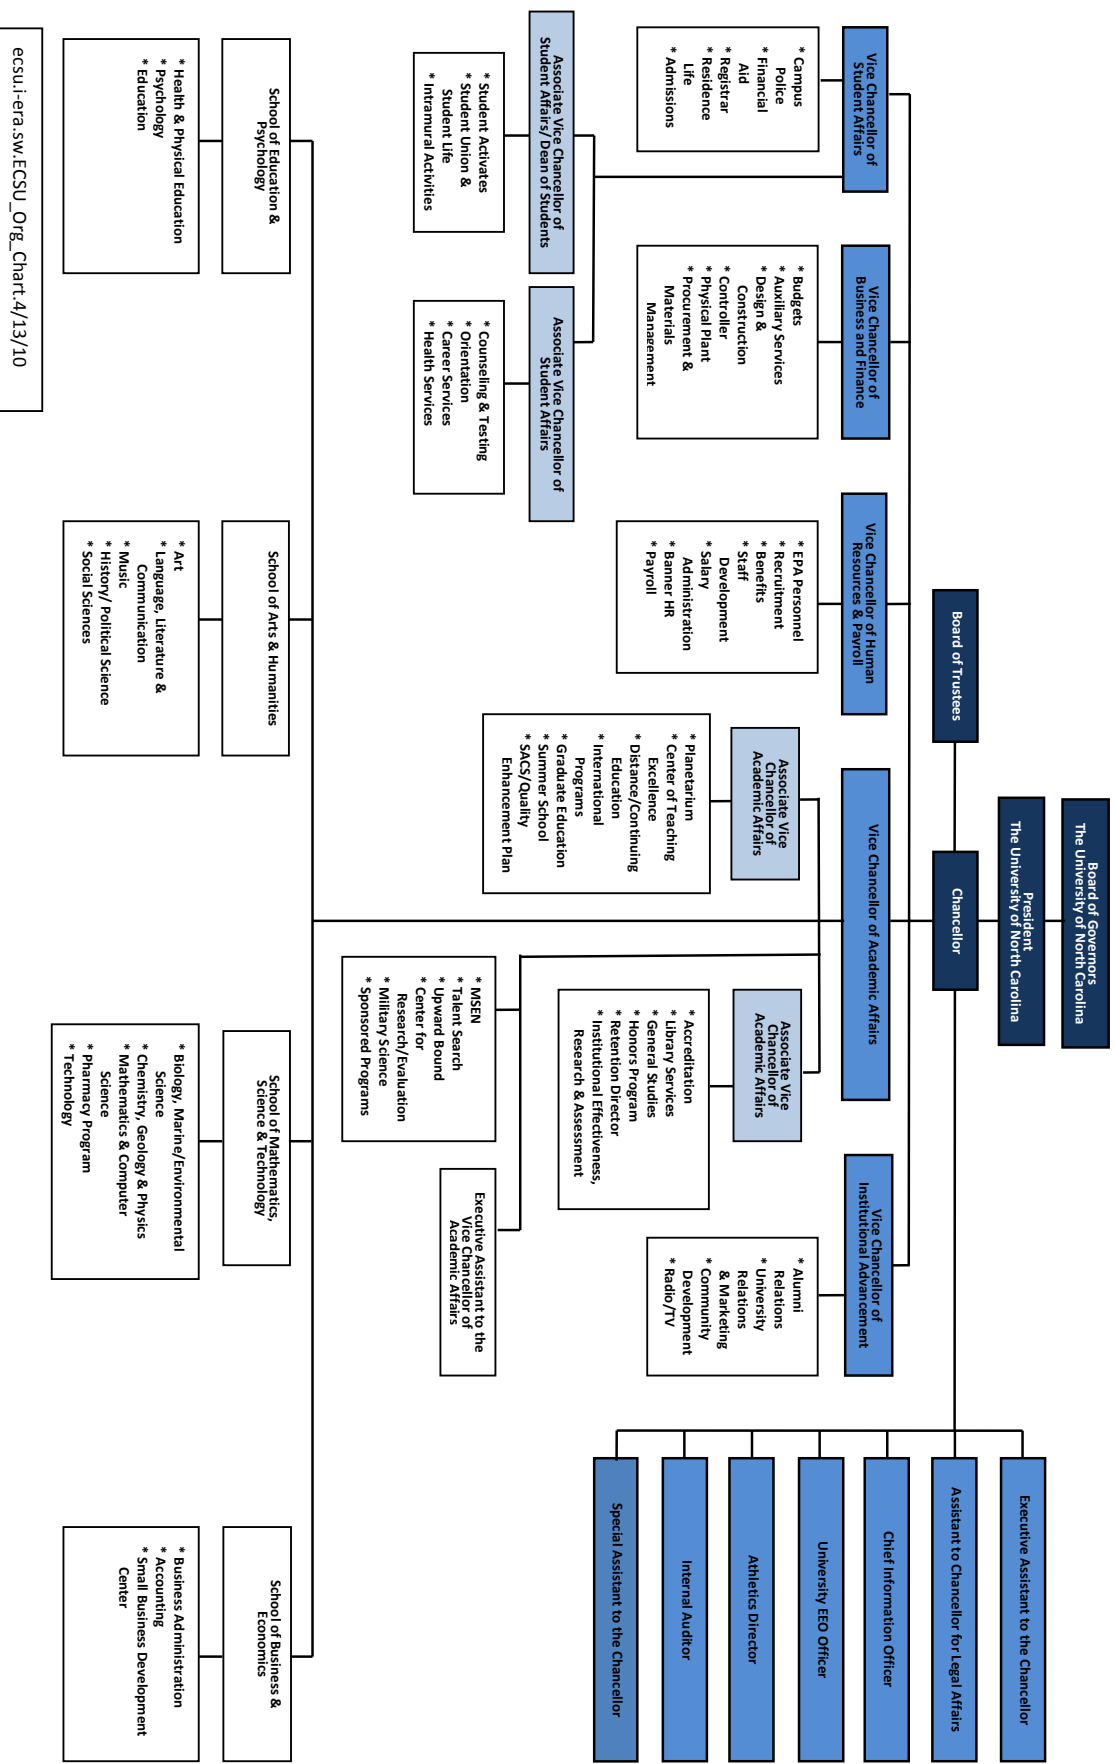 Board of Governors
The University of North Carolina
President
The University of North Carolina
Board of Trustees
Chancellor
Executive Assistant to the Chancellor
Assistant to Chancellor for Legal Affairs
Chief Information Officer
University EEO Officer
Athletics Director
Internal Auditor
Special Assistant to the Chancellor
Vice Chancellor of
Student Affairs
* Campus
Police
* Financial
Aid
* Registrar
* Residence
Life
* Admissions
Vice Chancellor of
Business and Finance
* Budgets
* Auxiliary Services
* Design &
Construction
* Controller
* Physical Plant
* Procurement &
Materials
Management
Vice Chancellor of Human
Resources & Payroll
* EPA Personnel
* Recruitment
* Benefits
* Staff
Development
* Salary
Administration
* Banner HR
* Payroll
Vice Chancellor of Academic Affairs
Vice Chancellor of
Institutional Advancement
* Alumni
Relations
* University
Relations
& Marketing
* Community
Development
* Radio/TV
Associate Vice
Chancellor of
Academic Affairs
* Planetarium
* Center of Teaching
Excellence
* Distance/Continuing
Education
* International
Programs
* Graduate Education
* Summer School
* SACS/Quality
Enhancement Plan
Associate Vice
Chancellor of
Academic Affairs
* Accreditation
* Library Services
* General Studies
* Honors Program
* Retention Director
* Institutional Effectiveness,
Research & Assessment
Associate Vice Chancellor of
Student Affairs/ Dean of Students
* Student Activates
* Student Union &
Student Life
* Intramural Activities
Associate Vice Chancellor of
Student Affairs
* Counseling & Testing
* Orientation
* Career Services
* Health Services
* MSEN
* Talent Search
* Upward Bound
* Center for
Research/Evaluation
* Military Science
* Sponsored Programs
Executive Assistant to the
Vice Chancellor of
Academic Affairs
School of Education &
Psychology
* Health & Physical Education
* Psychology
* Education
School of Arts & Humanities
* Art
* Language, Literature &
Communication
* Music
* History/ Political Science
* Social Sciences
School of Mathematics,
Science & Technology
* Biology, Marine/Environmental
Science
* Chemistry, Geology & Physics
* Mathematics & Computer
Science
* Pharmacy Program
* Technology
School of Business &
Economics
* Business Administration
* Accounting
* Small Business Development
Center
ecsu.i-era.sw.ECSU_Org_Chart.4/13/10